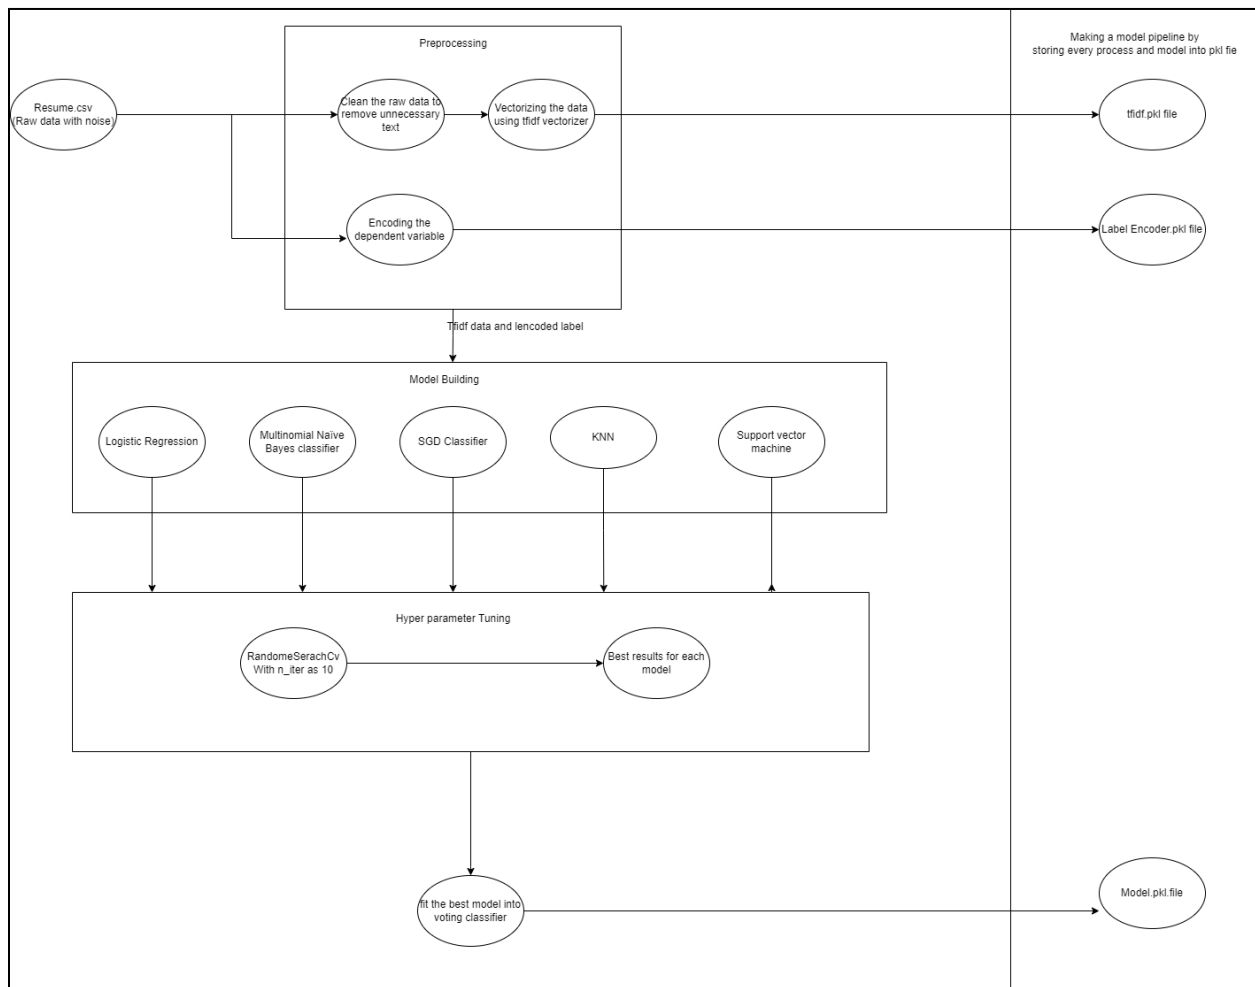 Preprocessing
Making a model pipeline by
storing every process and model into pkl fie
Resume.csv
(Raw data with noise)
Clean the raw data to
remove unnecessary
text
Vectorizing the data
using tfidf vectorizer
tfidf.pkl file
Encoding the
dependent variable
Label Encoder.pkl file
Tfidf data and lencoded label
Model Building
Logistic Regression
Multinomial Naïve
Bayes classifier
SGD Classifier
KNN
Support vector
machine
Hyper parameter Tuning
RandomeSerachCv
With n_iter as 10
Best results for each
model
fit the best model into
voting classifier
Model.pkl.file